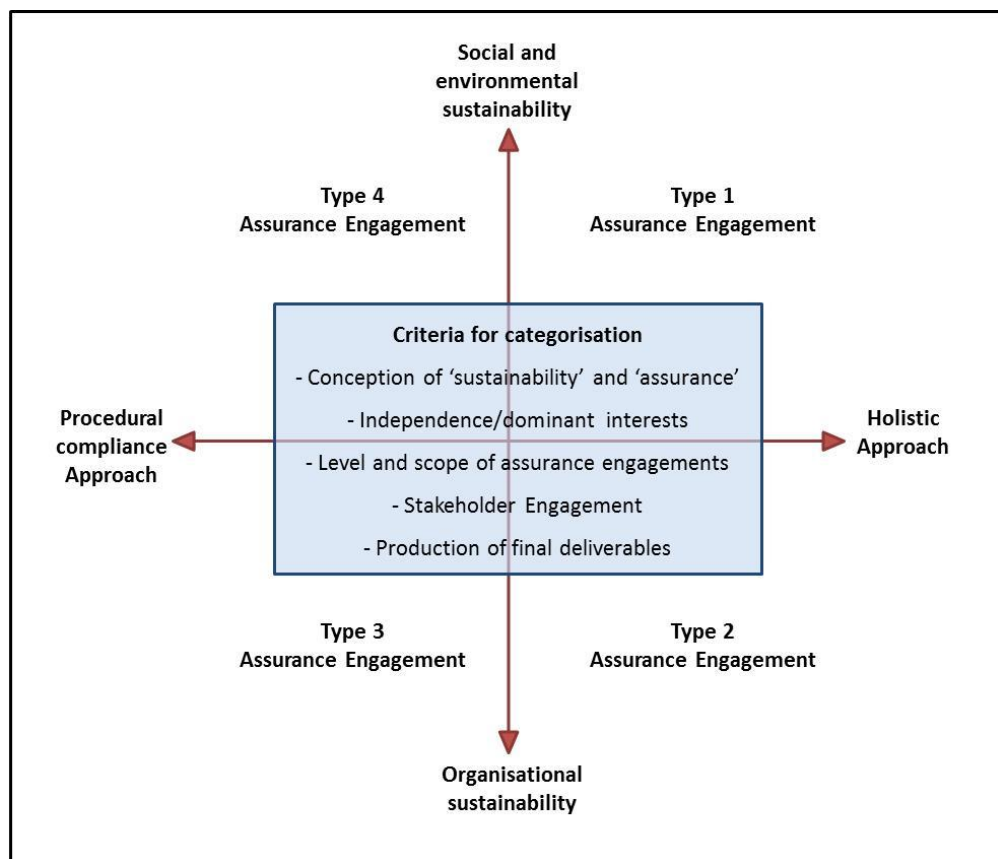 Social and
environmental
sustainability
Type 4
Assurance Engagement
Type 1
Assurance Engagement
Criteria for categorisation
- Conception of ‘sustainability’ and ‘assurance’
- Independence/dominant interests
- Level and scope of assurance engagements
- Stakeholder Engagement
- Production of final deliverables
Procedural
compliance
Approach
Holistic
Approach
Type 3
Assurance Engagement
Type 2
Assurance Engagement
Organisational
sustainability